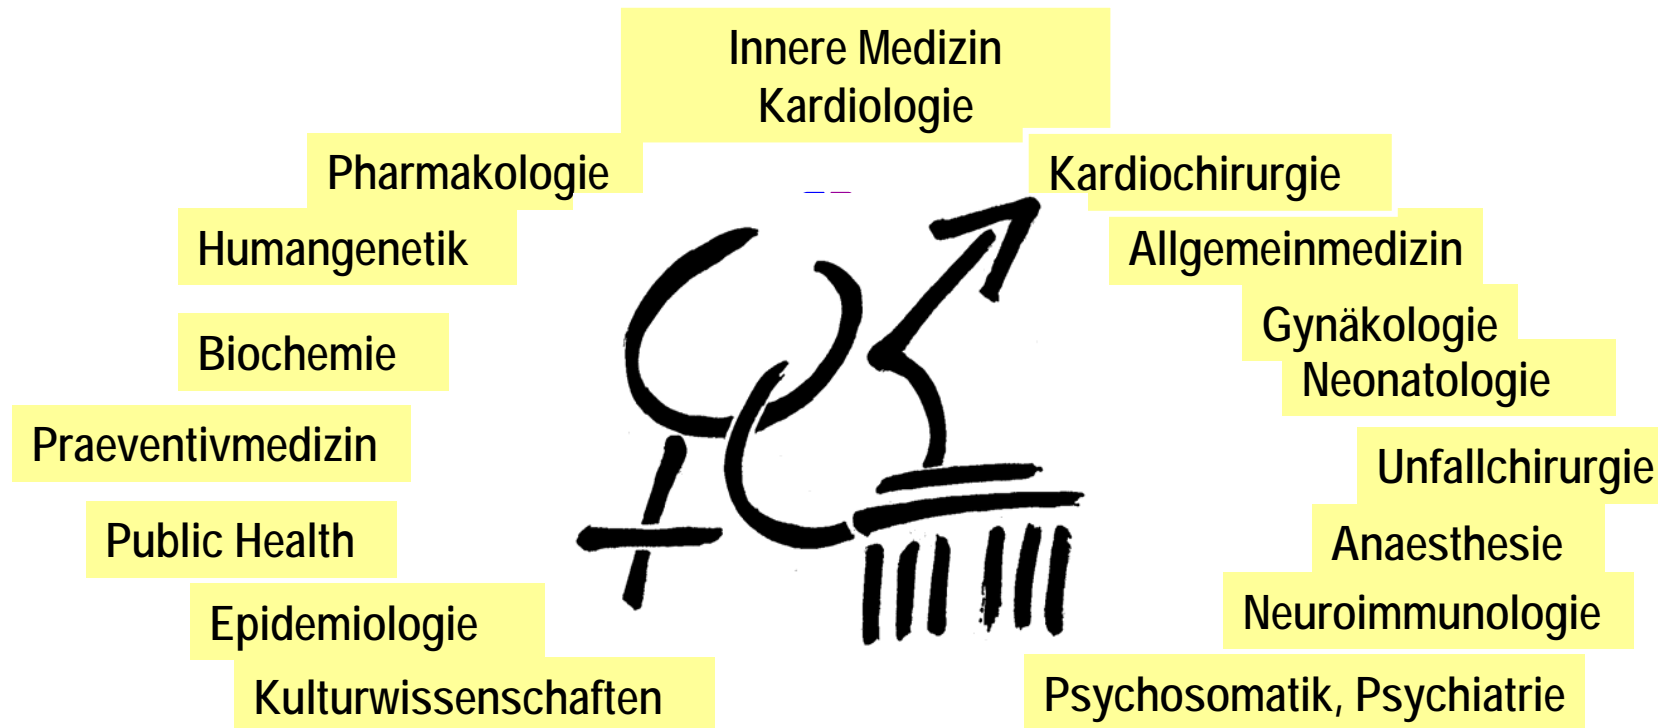 Innere Medizin
Kardiologie
Pharmakologie
Kardiochirurgie
Humangenetik
Allgemeinmedizin
Gynäkologie
Biochemie
Neonatologie
Praeventivmedizin
Unfallchirurgie
Public Health
Anaesthesie
Epidemiologie
Neuroimmunologie
Kulturwissenschaften
Psychosomatik, Psychiatrie